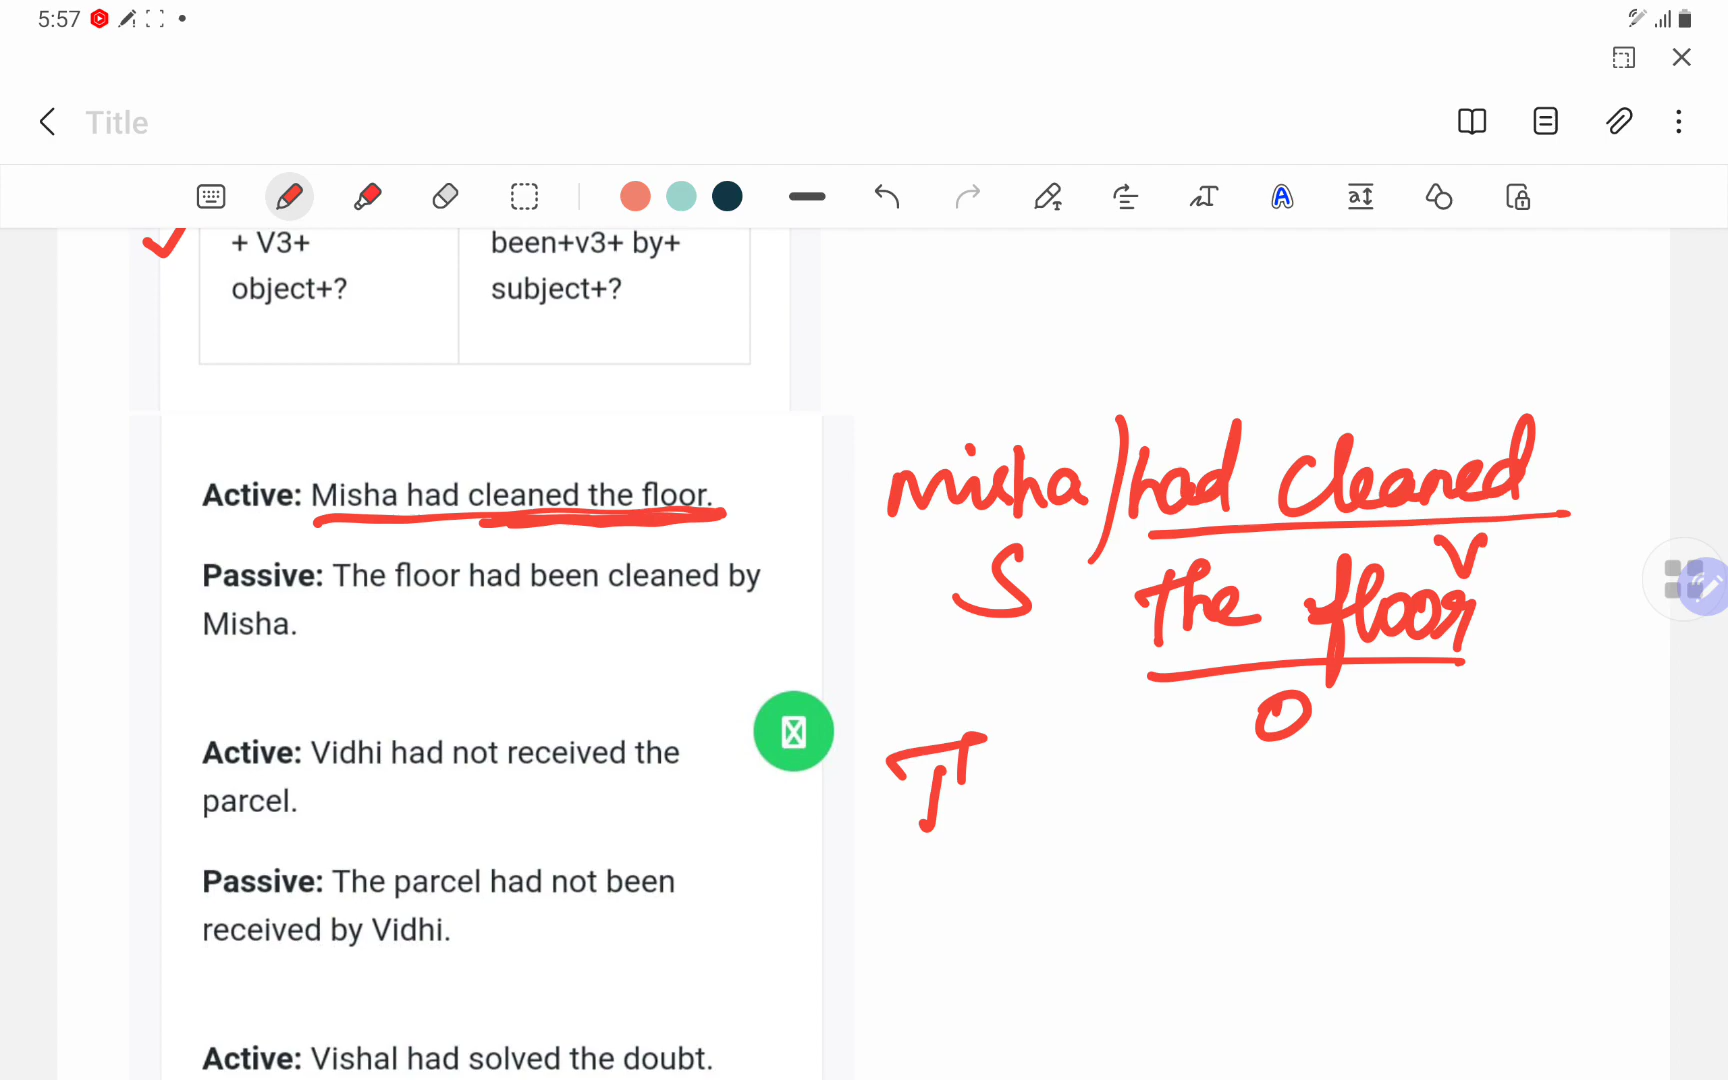 5:57
Title
+ V3+
object+?
been+v3+ by+
subject+?
Active: Misha had cleaned the floor.
Passive: The floor had been cleaned by
Misha.
Active: Vidhi had not received the
parcel.
Passive: The parcel had not been
received by Vidhi.
Active: Vishal had solved the doubt.
misha / had cleaned
S V
the floor
O
T